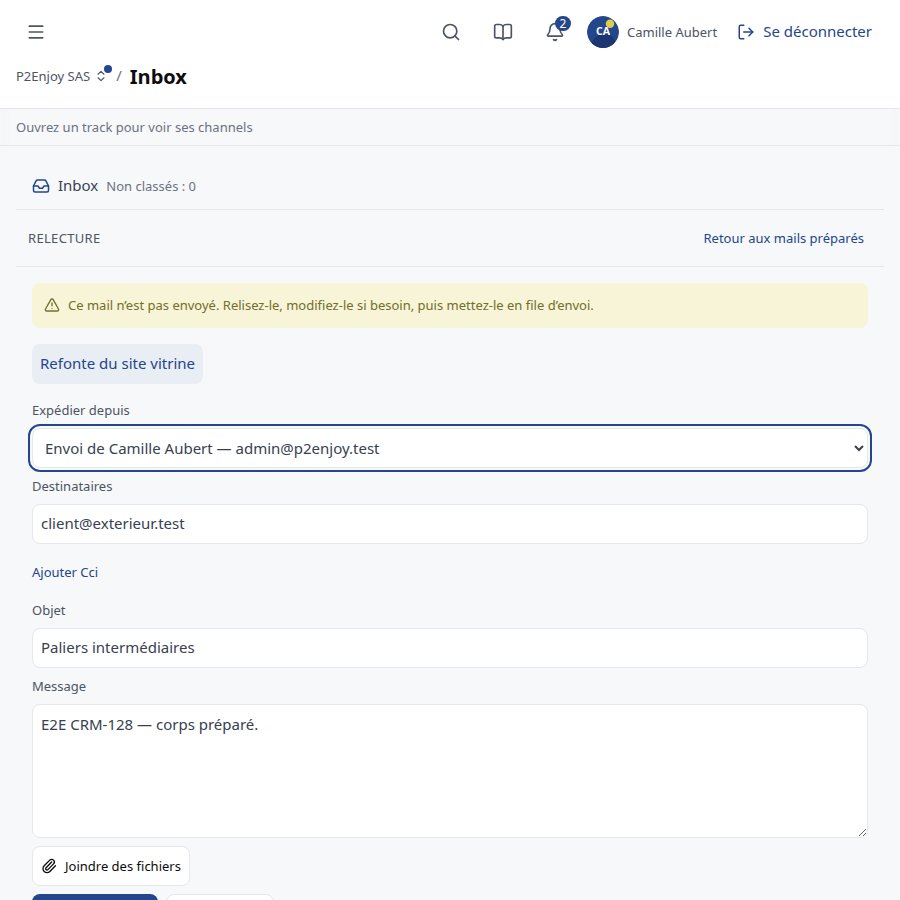 2
CA
Camille Aubert
Se déconnecter
P2Enjoy SAS / Inbox
Ouvrez un track pour voir ses channels
Inbox Non classés : 0
RELECTURE
Retour aux mails préparés
Ce mail n'est pas envoyé. Relisez-le, modifiez-le si besoin, puis mettez-le en file d'envoi.
Refonte du site vitrine
Expédier depuis
Envoi de Camille Aubert — admin@p2enjoy.test
Destinataires
client@exterieur.test
Ajouter Cci
Objet
Paliers intermédiaires
Message
E2E CRM-128 — corps préparé.
Joindre des fichiers